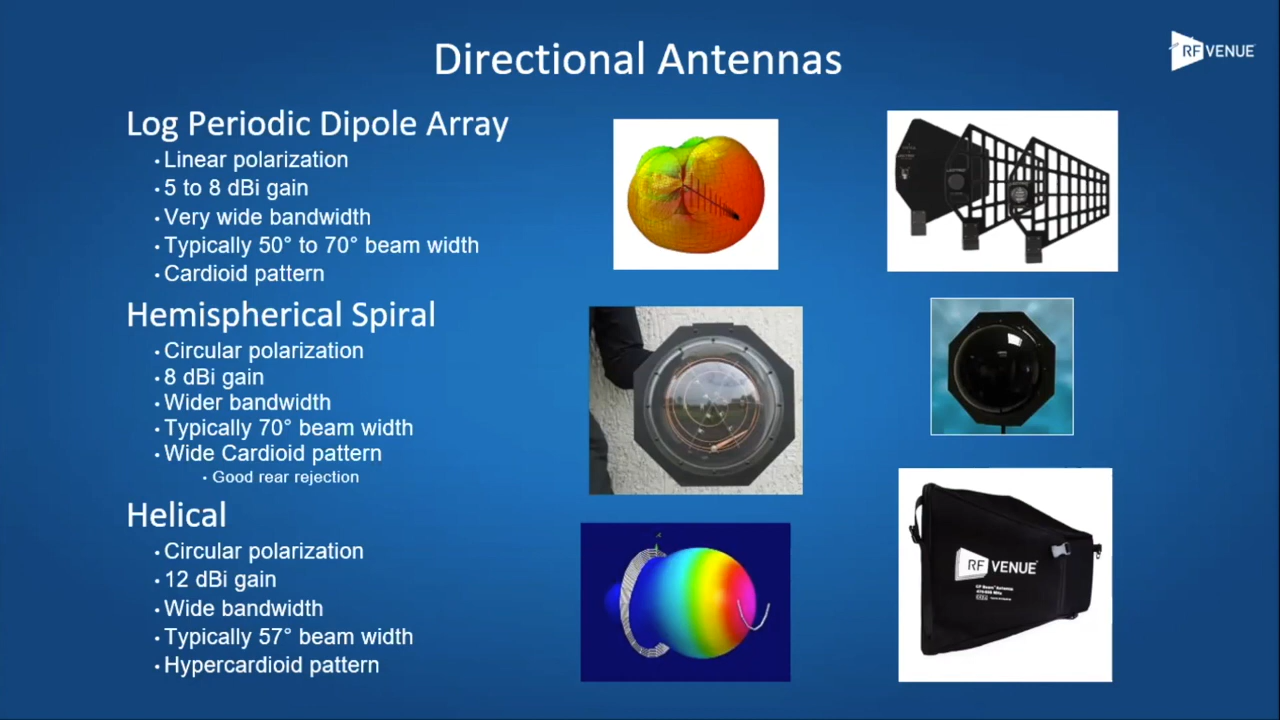 Directional Antennas
RF VENUE
Log Periodic Dipole Array
• Linear polarization
• 5 to 8 dBi gain
• Very wide bandwidth
• Typically 50° to 70° beam width
• Cardioid pattern
Hemispherical Spiral
• Circular polarization
• 8 dBi gain
• Wider bandwidth
• Typically 70° beam width
• Wide Cardioid pattern
• Good rear rejection
Helical
• Circular polarization
• 12 dBi gain
• Wide bandwidth
• Typically 57° beam width
• Hypercardioid pattern
RF VENUE
CP Beam Antenna